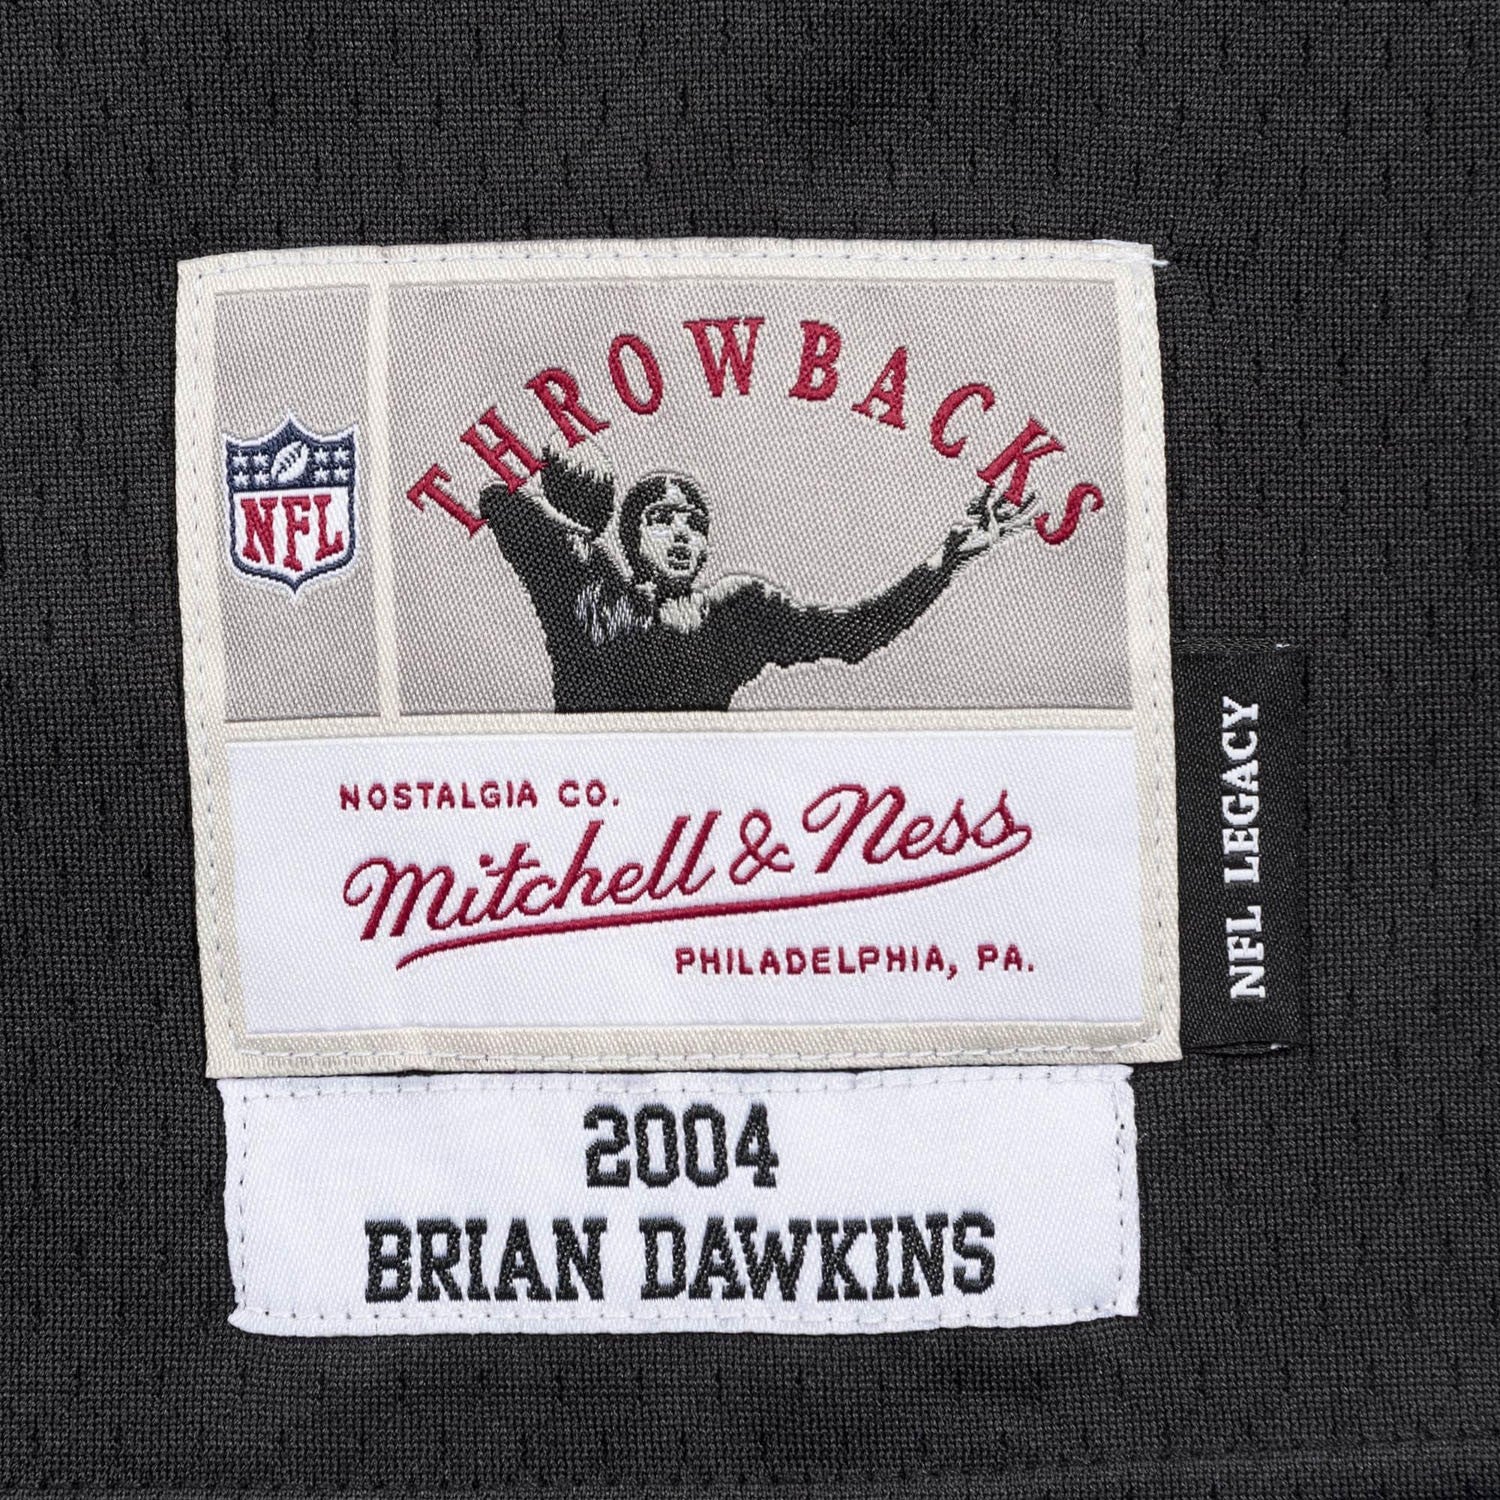 THROWBACKS
NFL
NOSTALGIA CO.
Mitchell & Ness
PHILADELPHIA, PA.
NFL LEGACY
2004
BRIAN DAWKINS